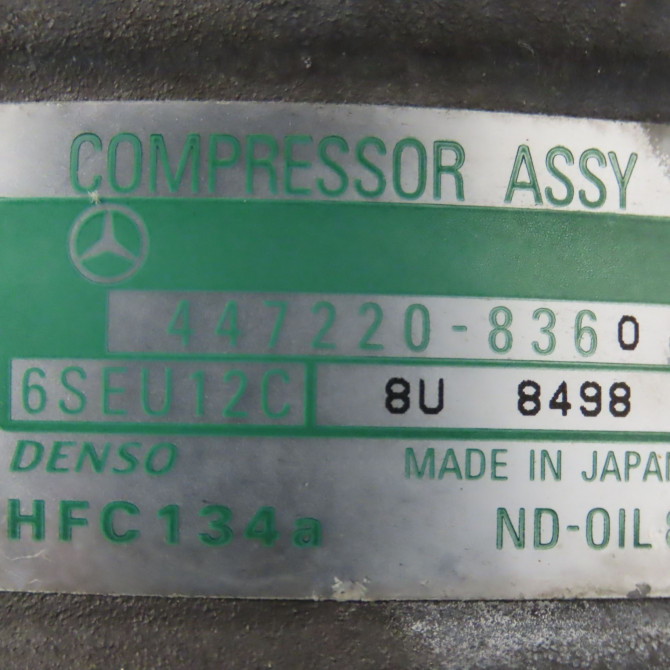 COMPRESSOR ASSY
447220-8360
6SEU12C 8U 8498
DENSO MADE IN JAPAN
HFC134a ND-OIL